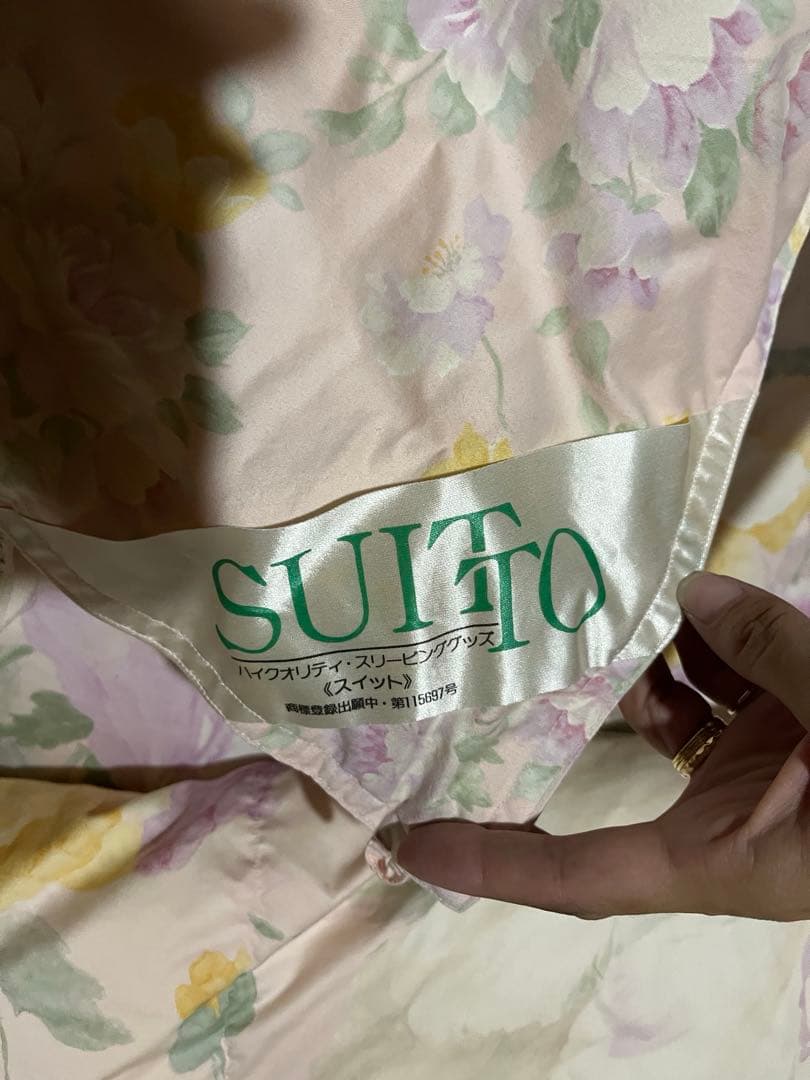 SUITTO
ハイクオリティ・スリーピンググッズ
《スイット》
商標登録出願中・第115697号